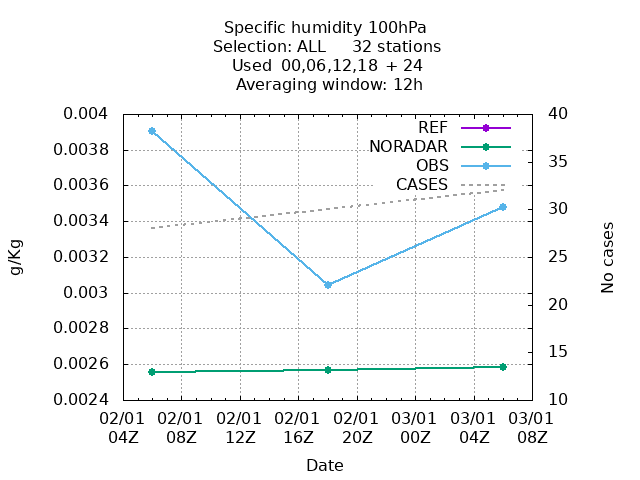 Specific humidity 100hPa
Selection: ALL 32 stations
Used 00,06,12,18 + 24
Averaging window: 12h
0.004
0.0038
0.0036
0.0034
0.0032
0.003
0.0028
0.0026
0.0024
g/Kg
REF
NORADAR
OBS
CASES
40
35
30
25
20
15
10
No cases
02/01 02/01 02/01 02/01 02/01 03/01 03/01 03/01
04Z 08Z 12Z 16Z 20Z 00Z 04Z 08Z
Date